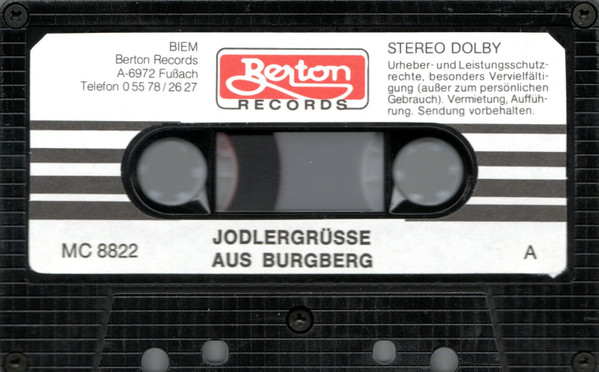 BIEM
Berton Records
A-6972 Fußach
Telefon 0 55 78 / 26 27
Berton
RECORDS
STEREO DOLBY
Urheber- und Leistungsschutz-
rechte, besonders Vervielfälti-
gung (außer zum persönlichen
Gebrauch). Vermietung, Auffüh-
rung. Sendung vorbehalten.
MC 8822
JODLERGRÜSSE
AUS BURGBERG
A